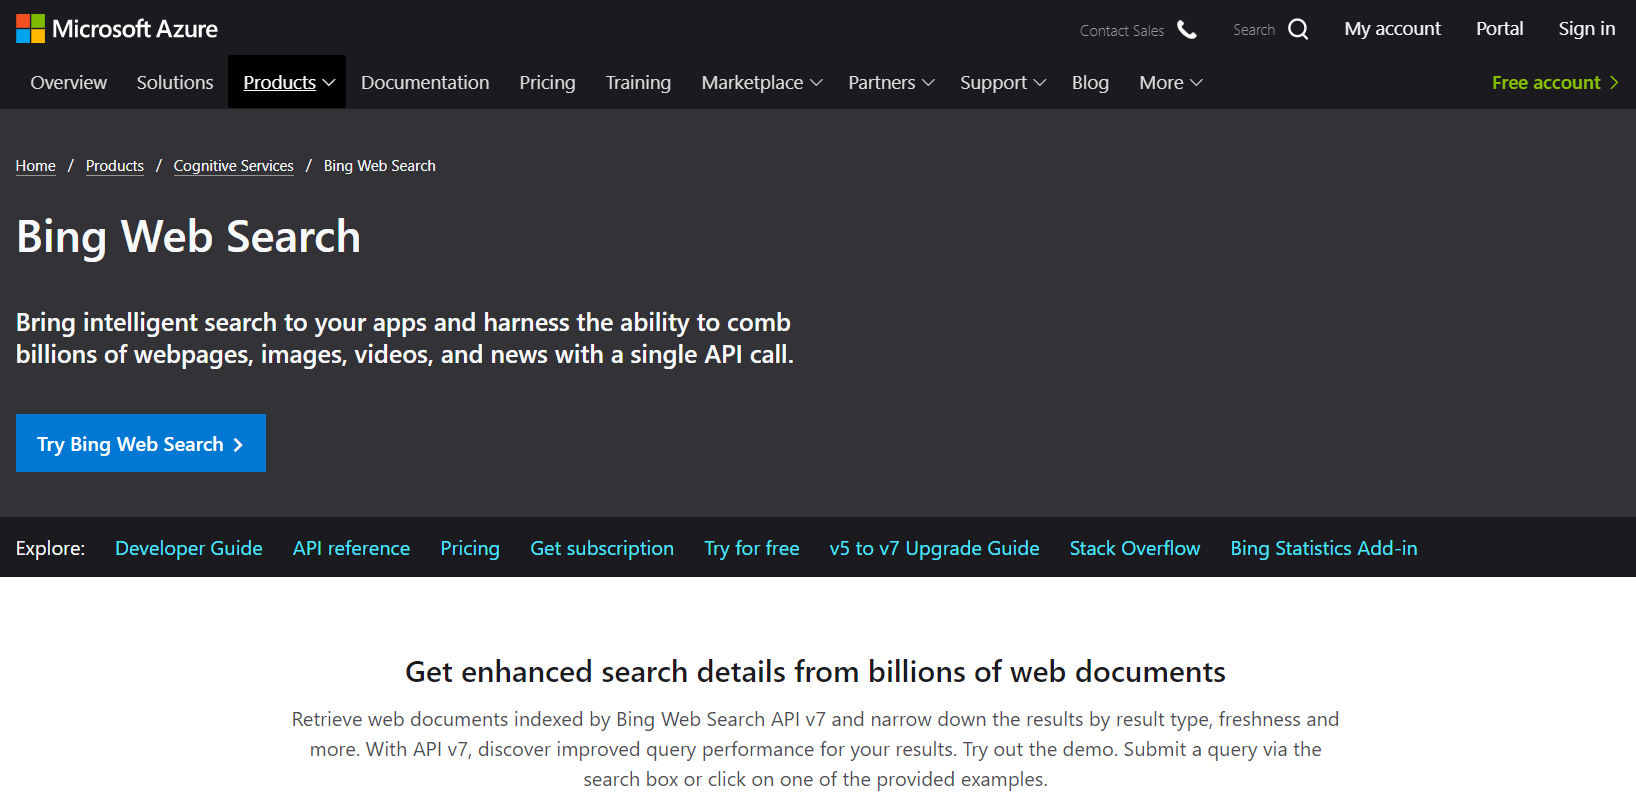 Microsoft Azure
Contact Sales Search My account Portal Sign in
Overview Solutions Products Documentation Pricing Training Marketplace Partners Support Blog More Free account
Home / Products / Cognitive Services / Bing Web Search
Bing Web Search
Bring intelligent search to your apps and harness the ability to comb
billions of webpages, images, videos, and news with a single API call.
Try Bing Web Search
Explore: Developer Guide API reference Pricing Get subscription Try for free v5 to v7 Upgrade Guide Stack Overflow Bing Statistics Add-in
Get enhanced search details from billions of web documents
Retrieve web documents indexed by Bing Web Search API v7 and narrow down the results by result type, freshness and
more. With API v7, discover improved query performance for your results. Try out the demo. Submit a query via the
search box or click on one of the provided examples.